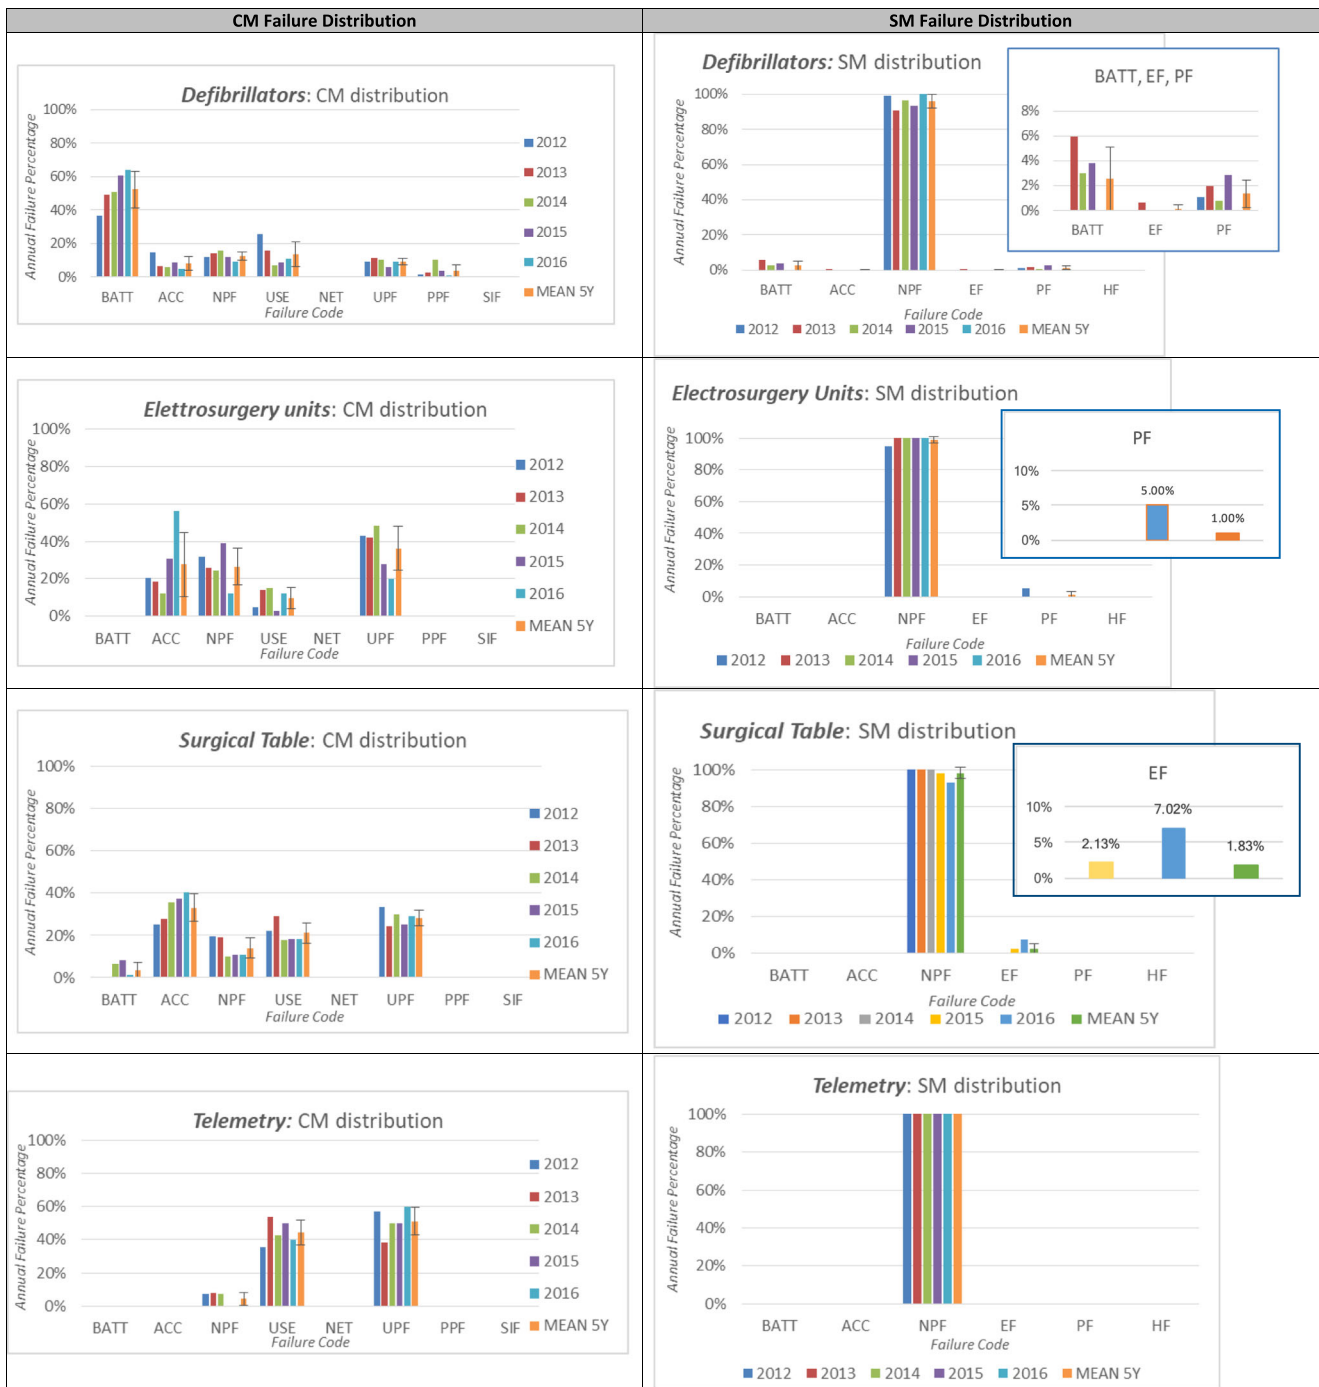 CM Failure Distribution
SM Failure Distribution
Defibrillators: CM distribution
Annual Failure Percentage
100%
80%
60%
40%
20%
0%
BATT ACC NPF USE NET UPF PPF SIF
Failure Code
2012
2013
2014
2015
2016
MEAN 5Y
Defibrillators: SM distribution
Annual Failure Percentage
100%
80%
60%
40%
20%
0%
BATT ACC NPF EF PF HF
Failure Code
2012 2013 2014 2015 2016 MEAN 5Y
BATT, EF, PF
8%
6%
4%
2%
0%
BATT EF PF
Elettrosurgery units: CM distribution
Annual Failure Percentage
100%
80%
60%
40%
20%
0%
BATT ACC NPF USE NET UPF PPF SIF
Failure Code
2012
2013
2014
2015
2016
MEAN 5Y
Electrosurgery Units: SM distribution
Annual Failure Percentage
100%
80%
60%
40%
20%
0%
BATT ACC NPF EF PF HF
Failure Code
2012 2013 2014 2015 2016 MEAN 5Y
PF
10%
5%
0%
5.00%
1.00%
Surgical Table: CM distribution
Annual Failure Percentage
100%
80%
60%
40%
20%
0%
BATT ACC NPF USE NET UPF PPF SIF
Failure Code
2012
2013
2014
2015
2016
MEAN 5Y
Surgical Table: SM distribution
Annual Failure Percentage
100%
80%
60%
40%
20%
0%
BATT ACC NPF EF PF HF
Failure Code
2012 2013 2014 2015 2016 MEAN 5Y
EF
10%
5%
0%
2.13%
7.02%
1.83%
Telemetry: CM distribution
Annual Failure Percentage
100%
80%
60%
40%
20%
0%
BATT ACC NPF USE NET UPF PPF SIF
Failure Code
2012
2013
2014
2015
2016
MEAN 5Y
Telemetry: SM distribution
Annual Failure Percentage
100%
80%
60%
40%
20%
0%
BATT ACC NPF EF PF HF
Failure Code
2012 2013 2014 2015 2016 MEAN 5Y